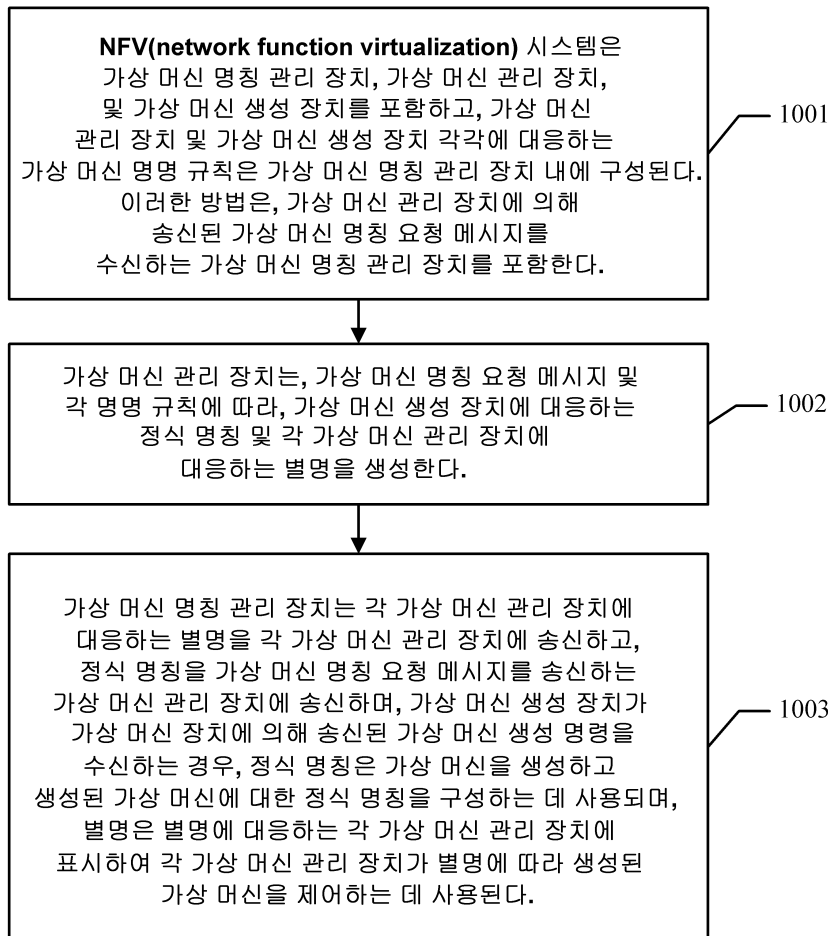 NFV(network function virtualization) 시스템은
가상 머신 명칭 관리 장치, 가상 머신 관리 장치,
및 가상 머신 생성 장치를 포함하고, 가상 머신
관리 장치 및 가상 머신 생성 장치 각각에 대응하는
가상 머신 명명 규칙은 가상 머신 명칭 관리 장치 내에 구성된다.
이러한 방법은, 가상 머신 관리 장치에 의해
송신된 가상 머신 명칭 요청 메시지를
수신하는 가상 머신 명칭 관리 장치를 포함한다.
1001
가상 머신 관리 장치는, 가상 머신 명칭 요청 메시지 및
각 명명 규칙에 따라, 가상 머신 생성 장치에 대응하는
정식 명칭 및 각 가상 머신 관리 장치에
대응하는 별명을 생성한다.
1002
가상 머신 명칭 관리 장치는 각 가상 머신 관리 장치에
대응하는 별명을 각 가상 머신 관리 장치에 송신하고,
정식 명칭을 가상 머신 명칭 요청 메시지를 송신하는
가상 머신 관리 장치에 송신하며, 가상 머신 생성 장치가
가상 머신 장치에 의해 송신된 가상 머신 생성 명령을
수신하는 경우, 정식 명칭은 가상 머신을 생성하고
생성된 가상 머신에 대한 정식 명칭을 구성하는 데 사용되며,
별명은 별명에 대응하는 각 가상 머신 관리 장치에
표시하여 각 가상 머신 관리 장치가 별명에 따라 생성된
가상 머신을 제어하는 데 사용된다.
1003